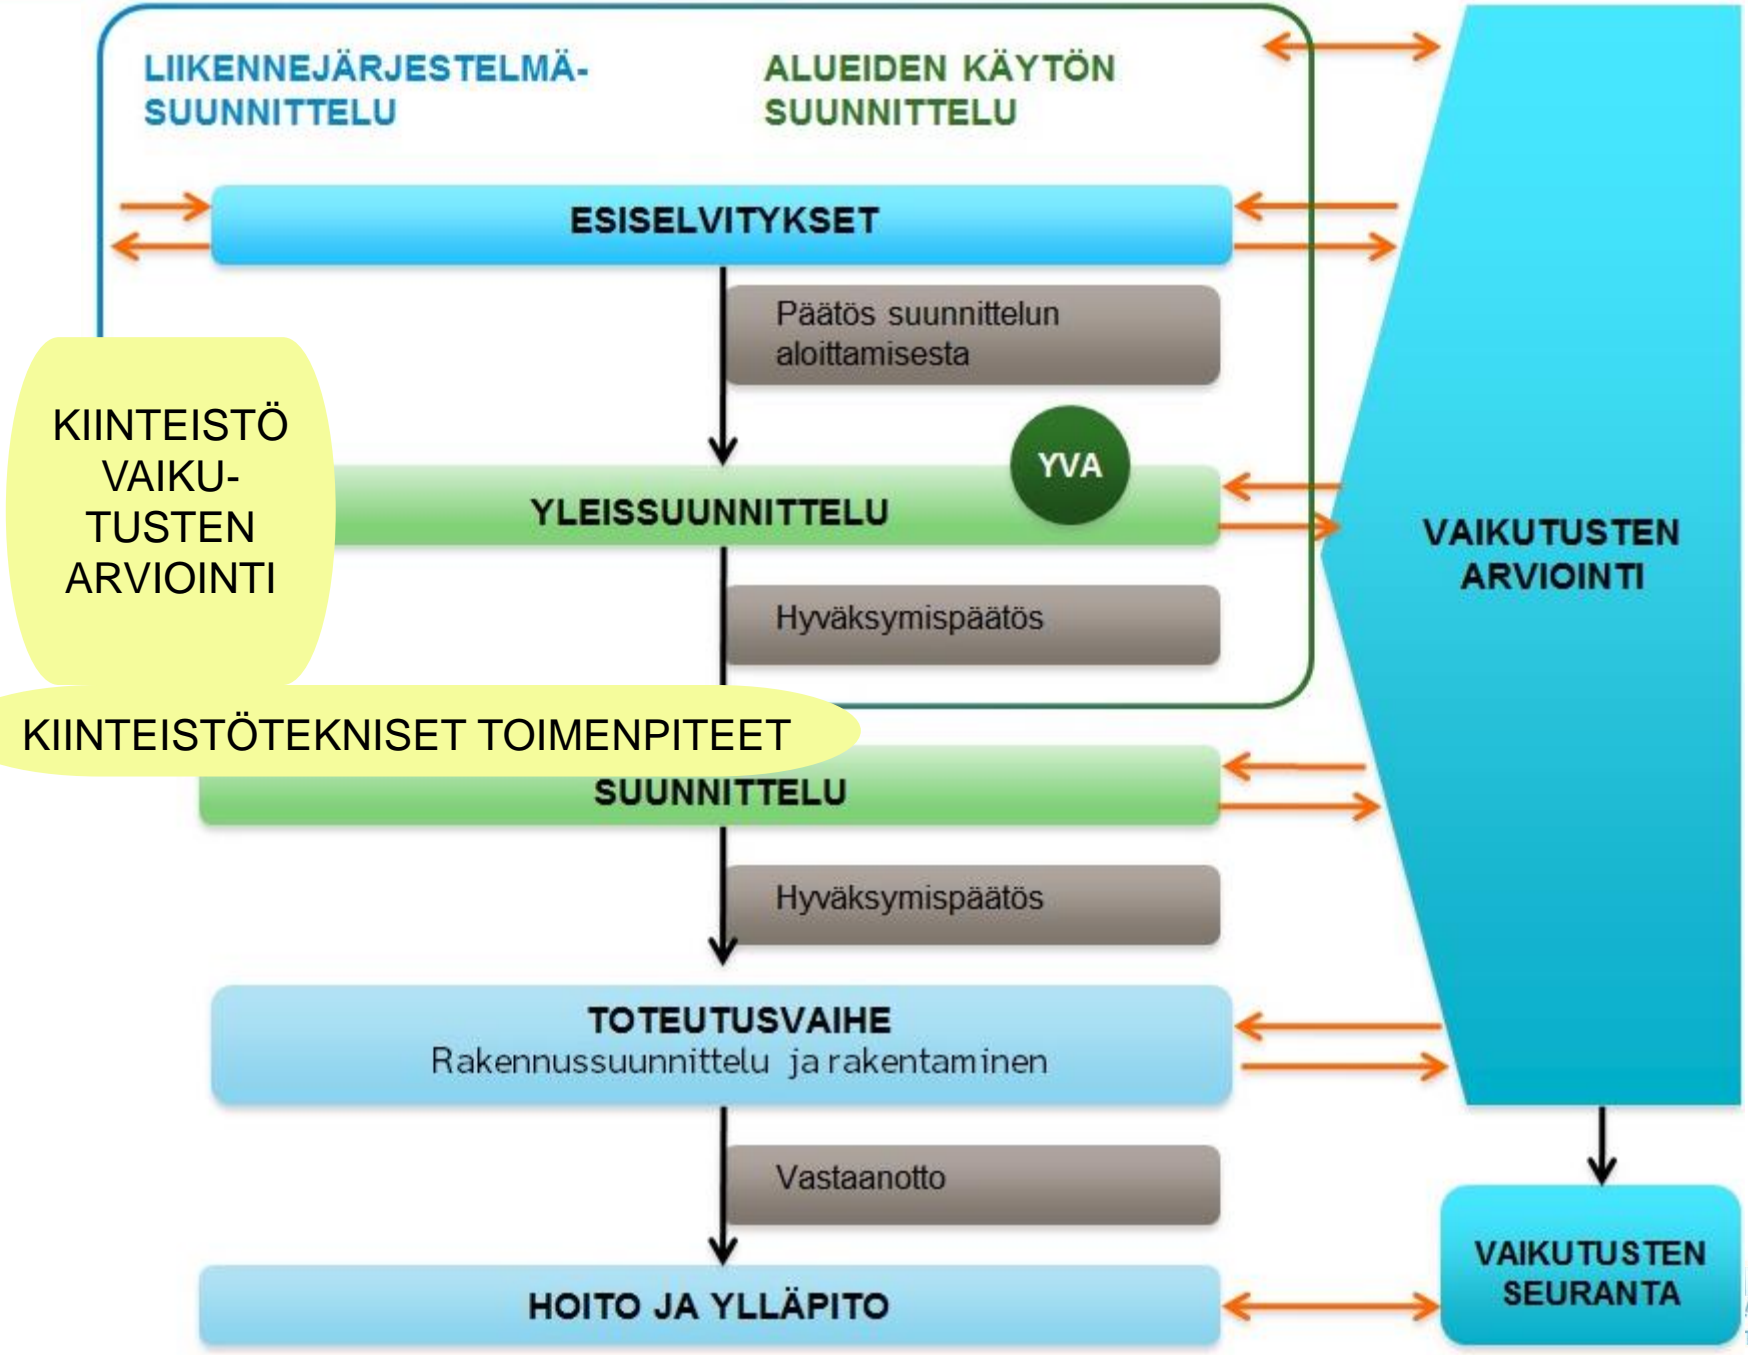 LIIKENNEJÄRJESTELMÄ-
SUUNNITTELU
ALUEIDEN KÄYTÖN
SUUNNITTELU
ESISELVITYKSET
Päätös suunnittelun
aloittamisesta
KIINTEISTÖ
VAIKU-
TUSTEN
ARVIOINTI
YVA
YLEISSUUNNITTELU
VAIKUTUSTEN
ARVIOINTI
Hyväksymispäätös
KIINTEISTÖTEKNISET TOIMENPITEET
SUUNNITTELU
Hyväksymispäätös
TOTEUTUSVAIHE
Rakennussuunnittelu ja rakentaminen
Vastaanotto
HOITO JA YLLÄPITO
VAIKUTUSTEN
SEURANTA